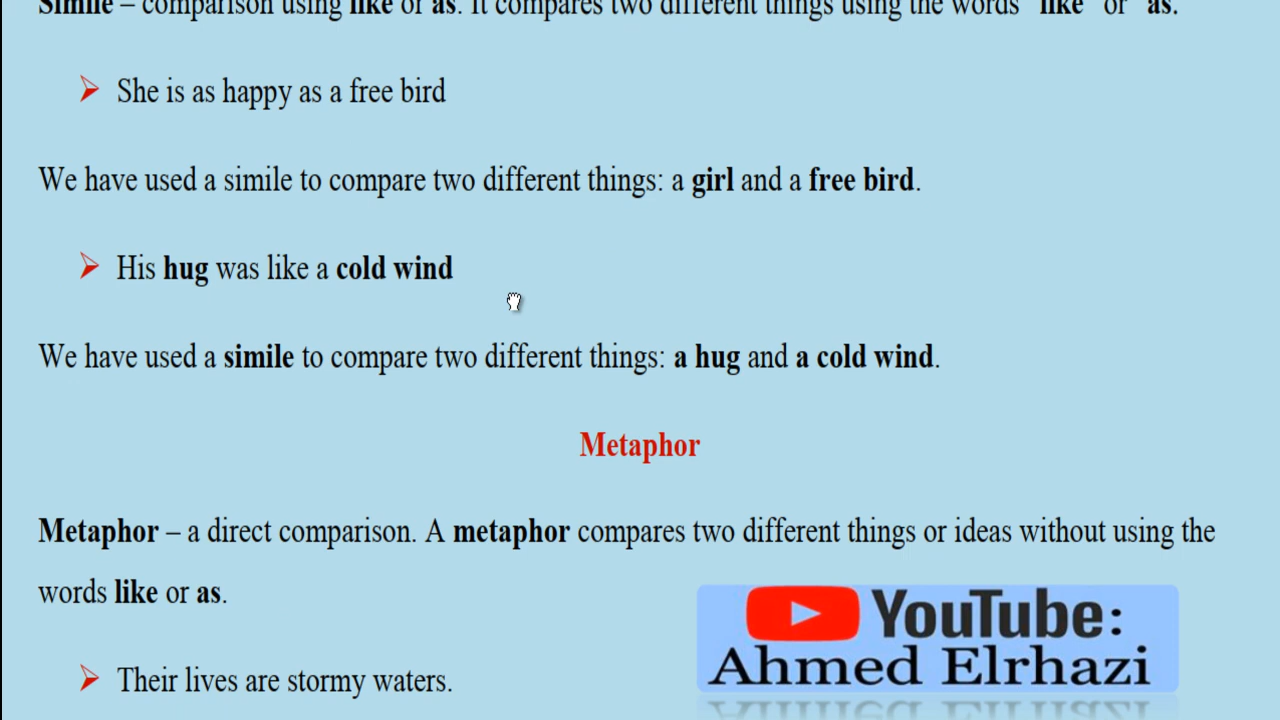 Simile – comparison using like or as. It compares two different things using the words "like" or "as.
She is as happy as a free bird
We have used a simile to compare two different things: a girl and a free bird.
His hug was like a cold wind
We have used a simile to compare two different things: a hug and a cold wind.
Metaphor
Metaphor – a direct comparison. A metaphor compares two different things or ideas without using the
words like or as.
YouTube:
Ahmed Elrhazi
Their lives are stormy waters.